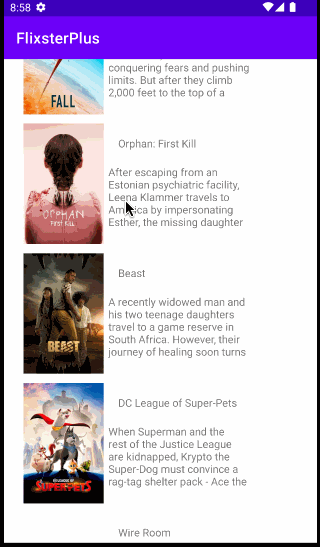 8:58
FlixsterPlus
conquering fears and pushing
limits. But after they climb
2,000 feet to the top of a
FALL
Orphan: First Kill
After escaping from an
Estonian psychiatric facility,
Leena Klammer travels to
America by impersonating
Esther, the missing daughter
ORPHAN
FIRST KILL
Beast
A recently widowed man and
his two teenage daughters
travel to a game reserve in
South Africa. However, their
journey of healing soon turns
BEAST
DC League of Super-Pets
When Superman and the
rest of the Justice League
are kidnapped, Krypto the
Super-Dog must convince a
rag-tag shelter pack - Ace the
SUPERPETS
Wire Room